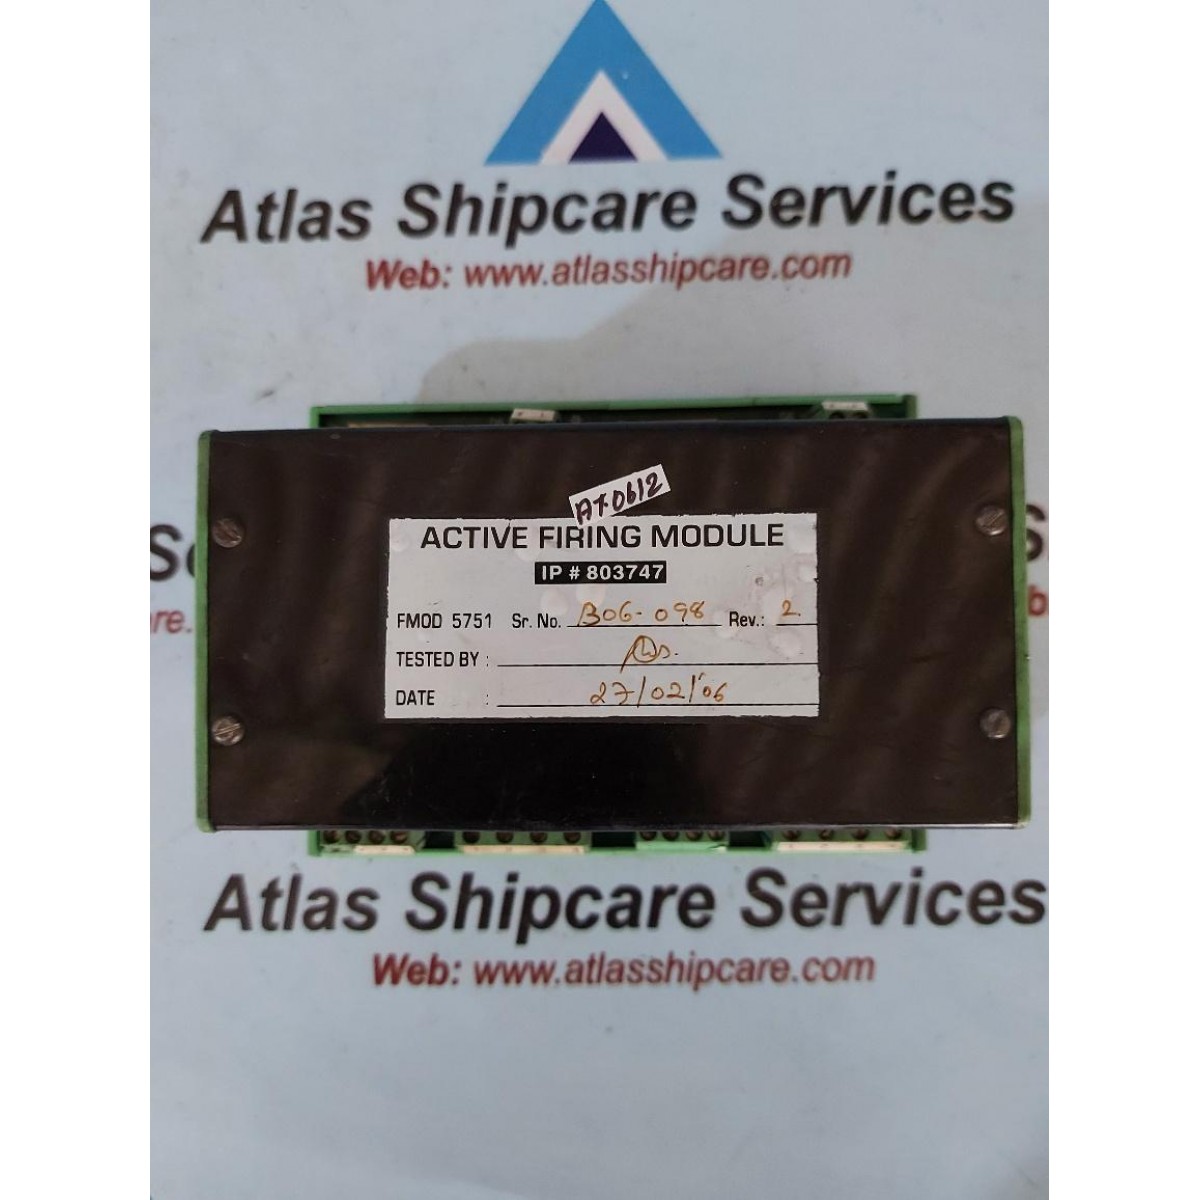 Atlas Shipcare Services
Web: www.atlasshipcare.com
AT0612
ACTIVE FIRING MODULE
IP # 803747
FMOD 5751 Sr. No. B06-098 Rev.: 2
TESTED BY :
DATE : 27/02/'06
re.
Atlas Shipcare Services
Web: www.atlasshipcare.com